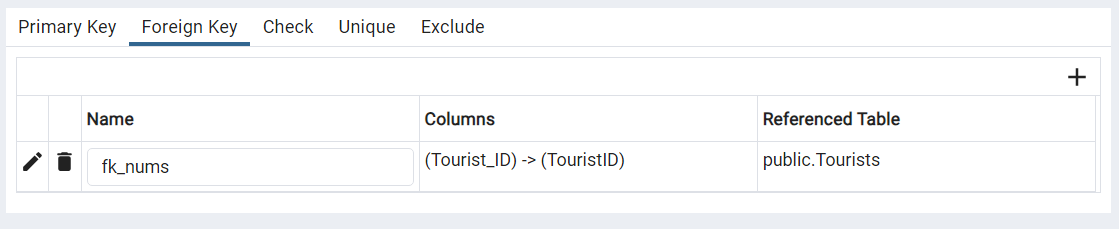 Primary Key Foreign Key Check Unique Exclude
Name Columns Referenced Table
fk_nums (Tourist_ID) -> (TouristID) public.Tourists